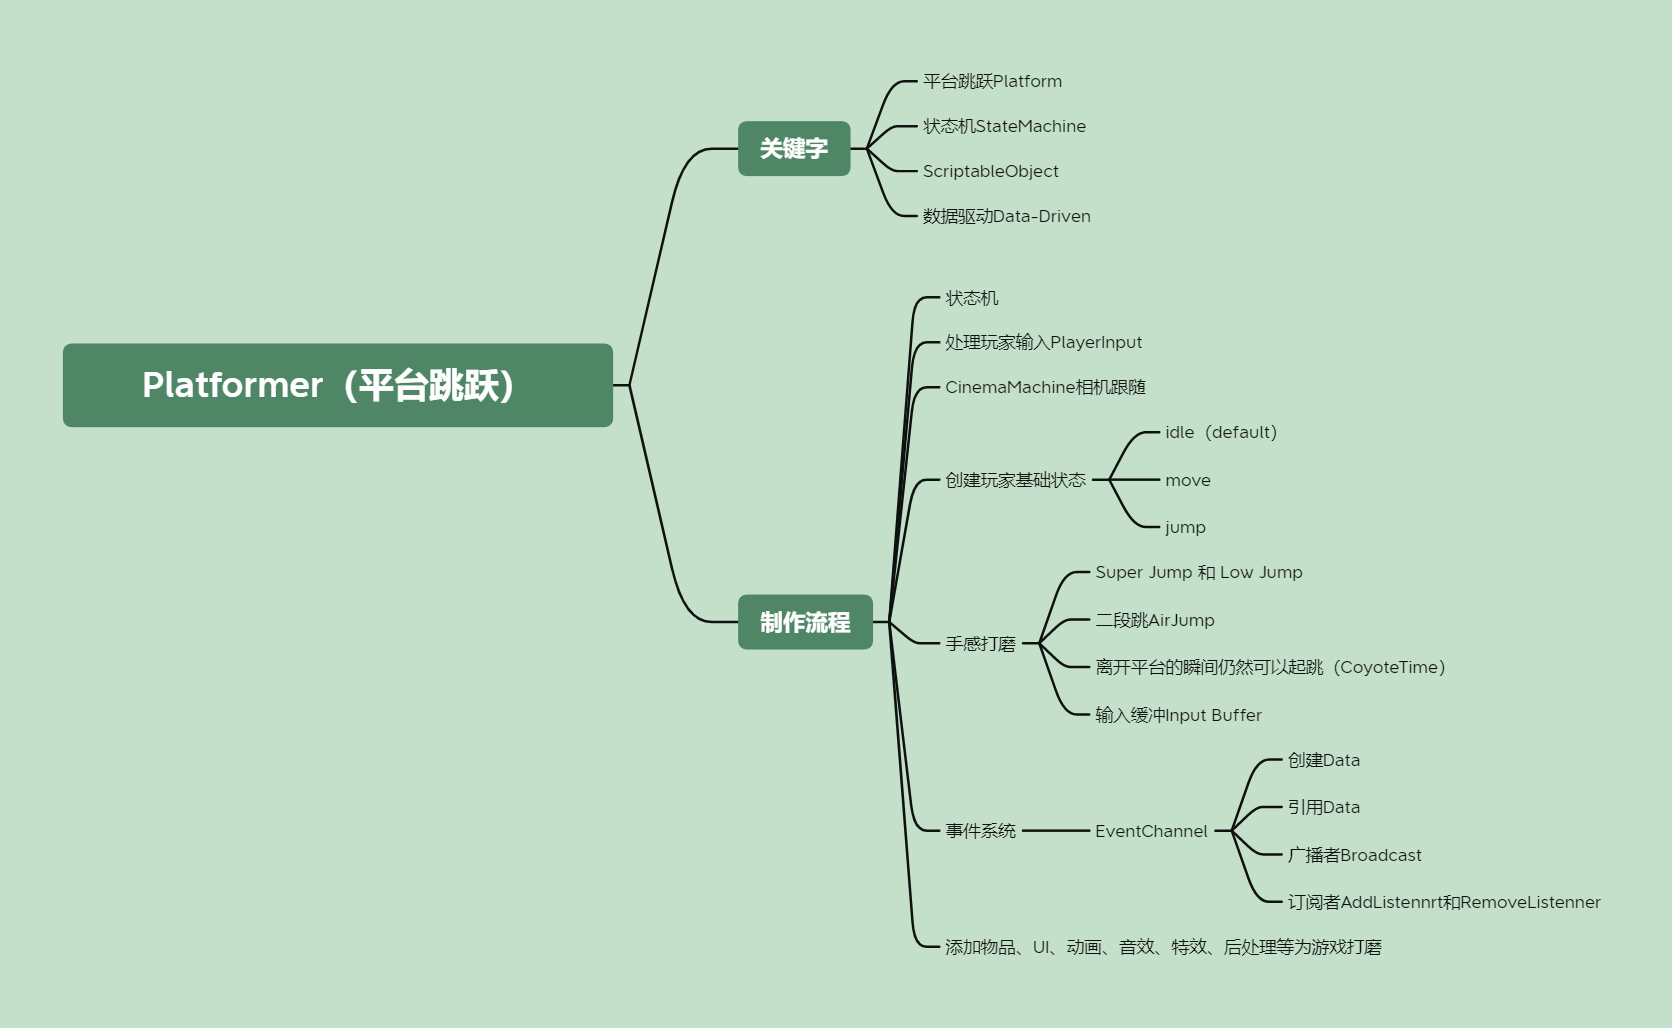 Platformer（平台跳跃）
关键字
平台跳跃Platform
状态机StateMachine
ScriptableObject
数据驱动Data-Driven
制作流程
状态机
处理玩家输入PlayerInput
CinemaMachine相机跟随
创建玩家基础状态
idle（default）
move
jump
手感打磨
Super Jump 和 Low Jump
二段跳AirJump
离开平台的瞬间仍然可以起跳（CoyoteTime）
输入缓冲Input Buffer
事件系统
EventChannel
创建Data
引用Data
广播者Broadcast
订阅者AddListennrt和RemoveListenner
添加物品、UI、动画、音效、特效、后处理等为游戏打磨